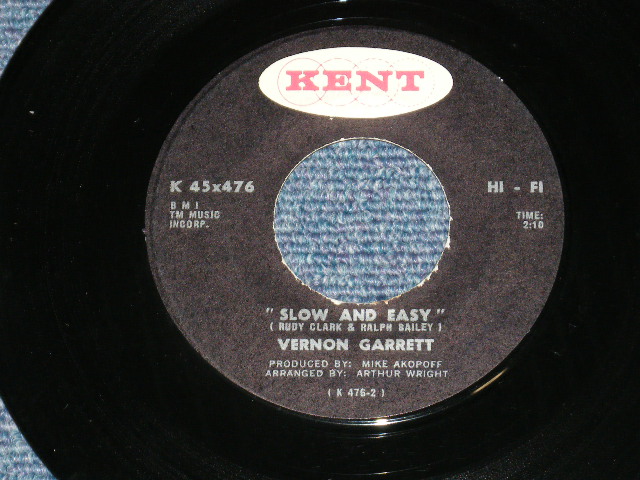 KENT
K 45x476
HI - FI
B M I
TM MUSIC
INCORP.
TIME:
2:10
" SLOW AND EASY "
( RUDY CLARK & RALPH BAILEY )
VERNON GARRETT
PRODUCED BY: MIKE AKOPOFF
ARRANGED BY: ARTHUR WRIGHT
( K 476-2 )